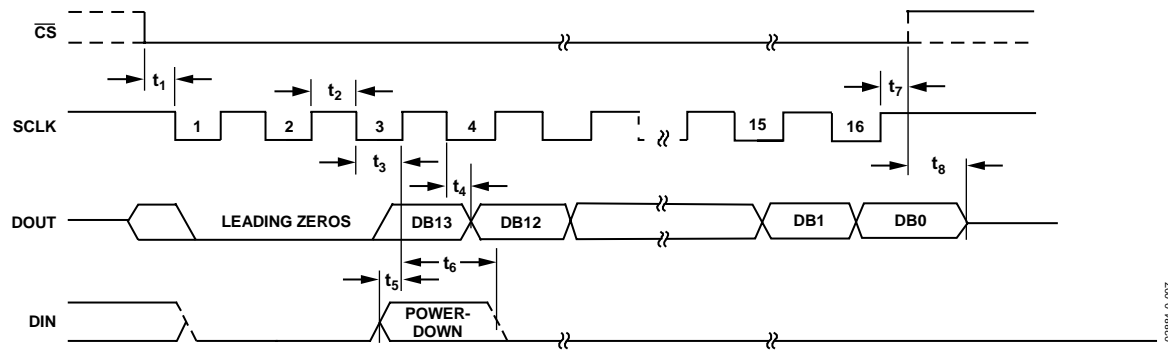 CS
t1
t2
t7
SCLK
1
2
3
4
15
16
t3
t4
t8
DOUT
LEADING ZEROS
DB13
DB12
DB1
DB0
t6
t5
DIN
POWER-
DOWN